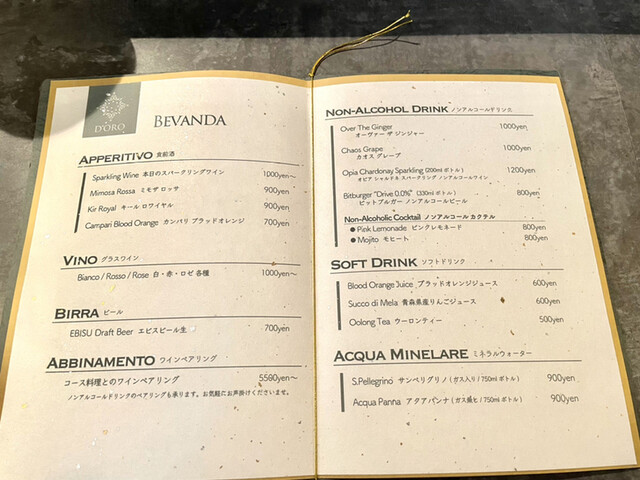 D'ORO
BEVANDA
APPERITIVO 食前酒
Sparkling Wine 本日のスパークリングワイン 1000yen～
Mimosa Rossa ミモザ ロッサ 900yen～
Kir Royal キール ロワイヤル 900yen
Campari Blood Orange カンパリ ブラッドオレンジ 700yen
VINO グラスワイン
Bianco / Rosso / Rose 白・赤・ロゼ 各種 1000yen～
BIRRA ビール
EBISU Draft Beer エビスビール生 700yen
ABBINAMENTO ワインペアリング
コース料理とのワインペアリング 5500yen～
ノンアルコールドリンクのペアリングも承ります。お気軽にお声掛けくださいませ。
NON-ALCOHOL DRINK ノンアルコールドリンク
Over The Ginger 1000yen
オーヴァー ザ ジンジャー
Chaos Grape 1000yen
カオス グレープ
Opia Chardonay Sparkling (200ml ボトル) 1200yen
オピア シャルドネ スパークリング ノンアルコールワイン
Bitburger "Drive 0.0%" (330ml ボトル) 800yen
ビットブルガー ノンアルコールビール
Non-Alcoholic Cocktail ノンアルコール カクテル
● Pink Lemonade ピンクレモネード 800yen
● Mojito モヒート 800yen
SOFT DRINK ソフトドリンク
Blood Orange Juice ブラッドオレンジジュース 600yen
Succo di Mela 青森県産りんごジュース 600yen
Oolong Tea ウーロンティー 500yen
ACQUA MINELARE ミネラルウォーター
S.Pellegrino サンペリグリノ (ガス入り / 750ml ボトル) 900yen
Acqua Panna アクアパンナ (ガス無し / 750ml ボトル) 900yen